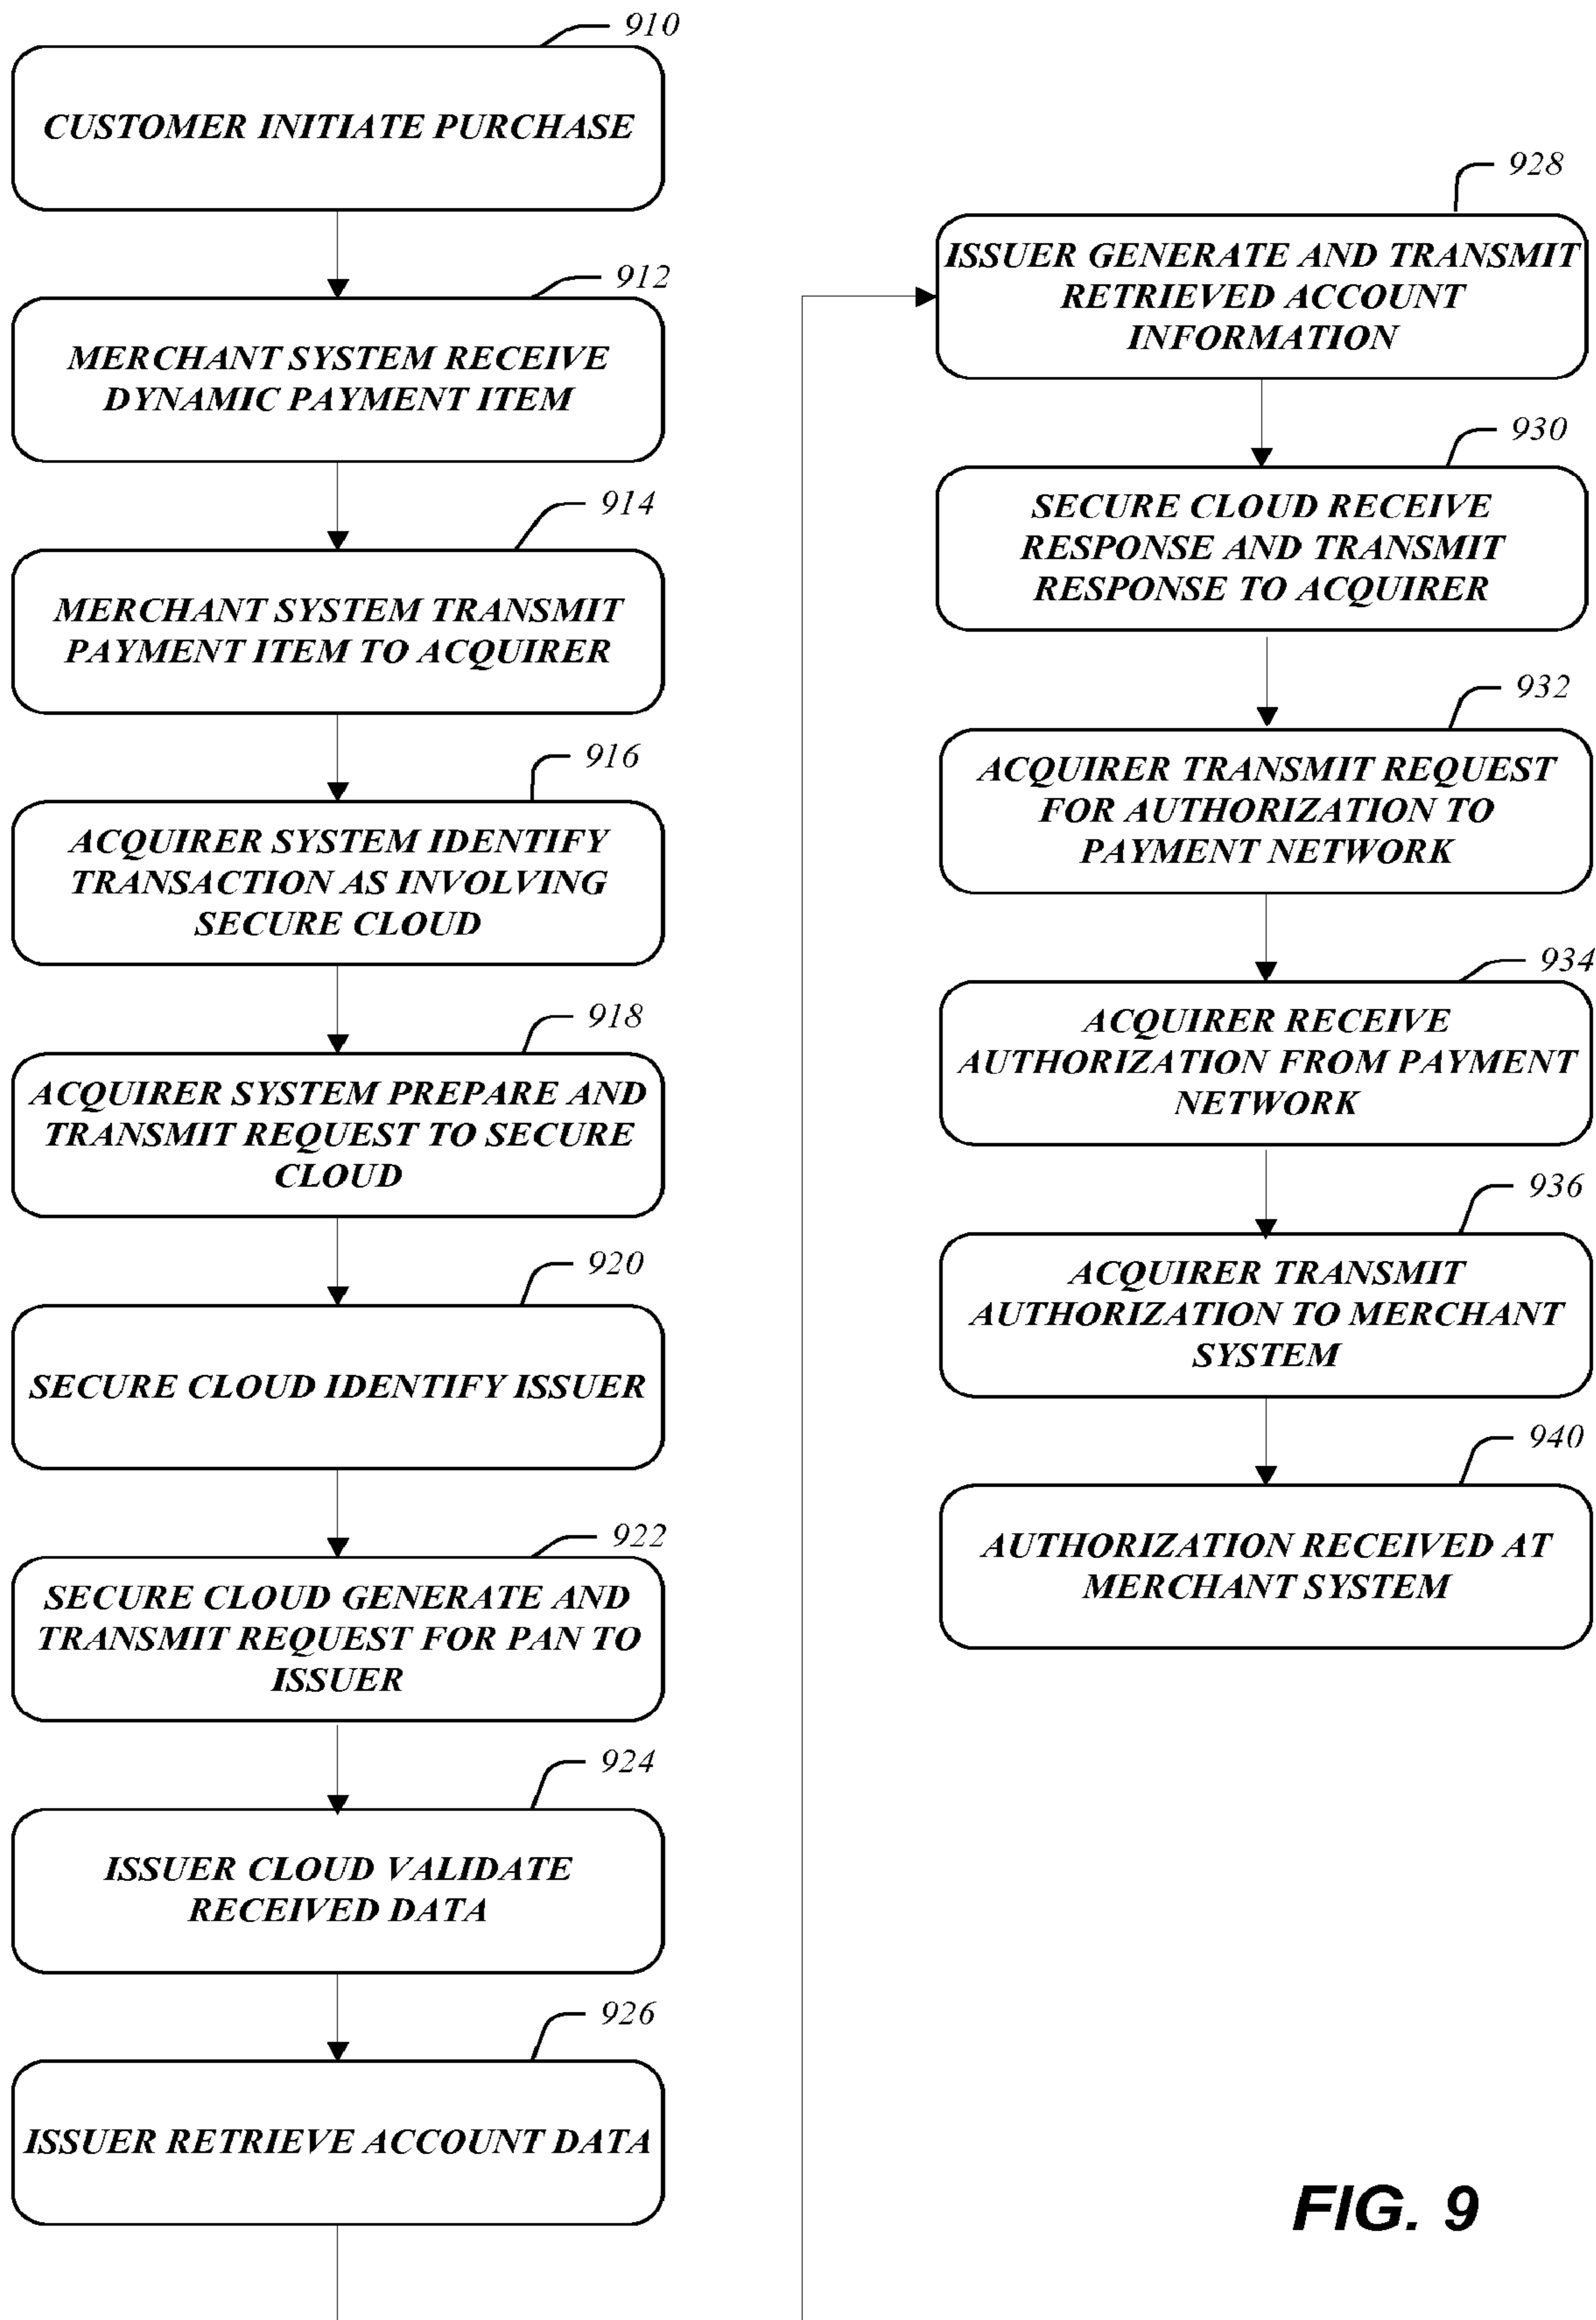 910
CUSTOMER INITIATE PURCHASE
912
MERCHANT SYSTEM RECEIVE
DYNAMIC PAYMENT ITEM
914
MERCHANT SYSTEM TRANSMIT
PAYMENT ITEM TO ACQUIRER
916
ACQUIRER SYSTEM IDENTIFY
TRANSACTION AS INVOLVING
SECURE CLOUD
918
ACQUIRER SYSTEM PREPARE AND
TRANSMIT REQUEST TO SECURE
CLOUD
920
SECURE CLOUD IDENTIFY ISSUER
922
SECURE CLOUD GENERATE AND
TRANSMIT REQUEST FOR PAN TO
ISSUER
924
ISSUER CLOUD VALIDATE
RECEIVED DATA
926
ISSUER RETRIEVE ACCOUNT DATA
928
ISSUER GENERATE AND TRANSMIT
RETRIEVED ACCOUNT
INFORMATION
930
SECURE CLOUD RECEIVE
RESPONSE AND TRANSMIT
RESPONSE TO ACQUIRER
932
ACQUIRER TRANSMIT REQUEST
FOR AUTHORIZATION TO
PAYMENT NETWORK
934
ACQUIRER RECEIVE
AUTHORIZATION FROM PAYMENT
NETWORK
936
ACQUIRER TRANSMIT
AUTHORIZATION TO MERCHANT
SYSTEM
940
AUTHORIZATION RECEIVED AT
MERCHANT SYSTEM
FIG. 9